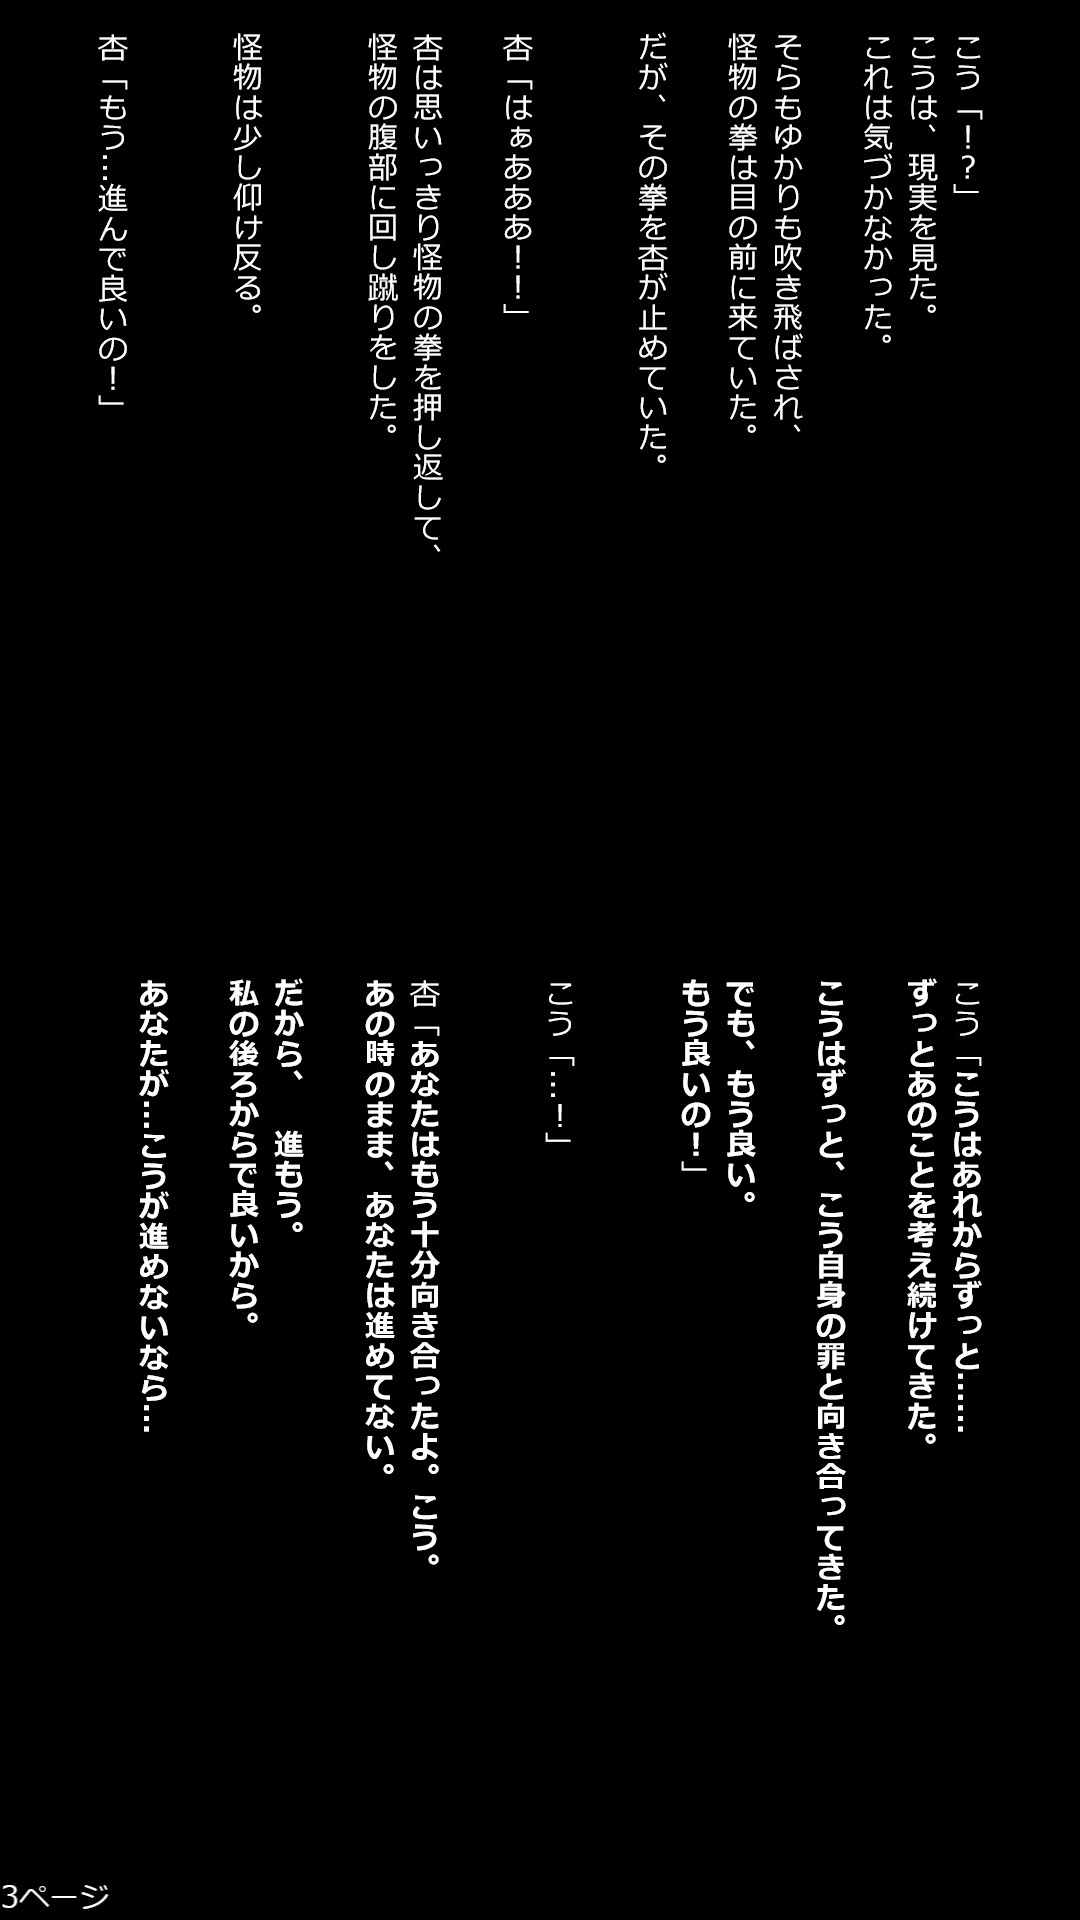 こう「！？」
こうは、現実を見た。
これは気づかなかった。
そらもゆかりも吹き飛ばされ、
怪物の拳は目の前に来ていた。
だが、その拳を杏が止めていた。
杏「はぁあああ！！」
杏は思いっきり怪物の拳を押し返して、
怪物の腹部に回し蹴りをした。
怪物は少し仰け反る。
杏「もう…進んで良いの！」
こう「こうはあれからずっと……
ずっとあのことを考え続けてきた。
こうはずっと、こう自身の罪と向き合ってきた。
でも、もう良い。
もう良いの！」
こう「…！」
杏「あなたはもう十分向き合ったよ。こう。
あの時のまま、あなたは進めてない。
だから、　進もう。
私の後ろからで良いから。
あなたが…こうが進めないなら…
3ページ